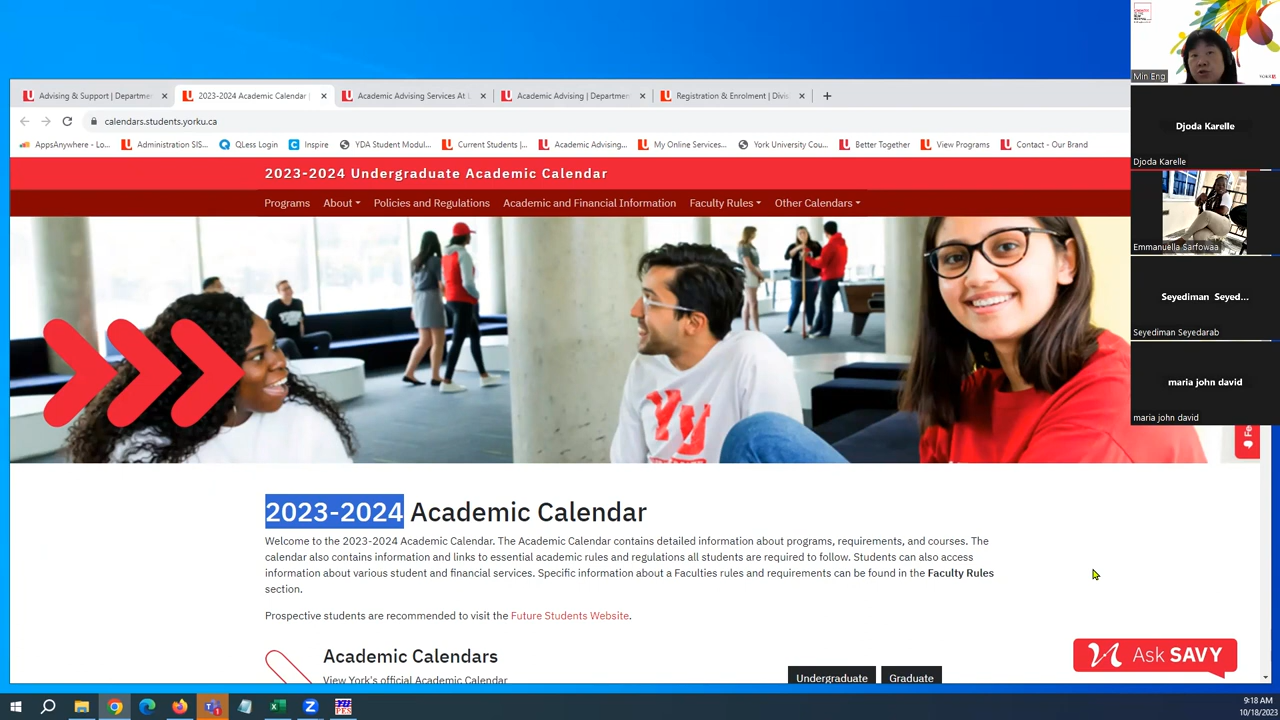 Min Eng
Djoda Karelle
Djoda Karelle
Emmanuella Sarfowaa
Seyediman Seyed...
Seyediman Seyedarab
maria john david
maria john david
Advising & Support | Departme
2023-2024 Academic Calendar |
Academic Advising Services At
Academic Advising | Departmen
Registration & Enrolment | Divis
calendars.students.yorku.ca
AppsAnywhere - Lo...
Administration SIS...
QLess Login
Inspire
YDA Student Modul...
Current Students |...
Academic Advising...
My Online Services...
York University Cou...
Better Together
View Programs
Contact - Our Brand
2023-2024 Undergraduate Academic Calendar
Programs About Policies and Regulations Academic and Financial Information Faculty Rules Other Calendars
YU
2023-2024 Academic Calendar
Welcome to the 2023-2024 Academic Calendar. The Academic Calendar contains detailed information about programs, requirements, and courses. The
calendar also contains information and links to essential academic rules and regulations all students are required to follow. Students can also access
information about various student and financial services. Specific information about a Faculties rules and requirements can be found in the Faculty Rules
section.
Prospective students are recommended to visit the Future Students Website.
Academic Calendars
View York's official Academic Calendar
Undergraduate Graduate
Ask SAVY
9:18 AM
10/18/2023